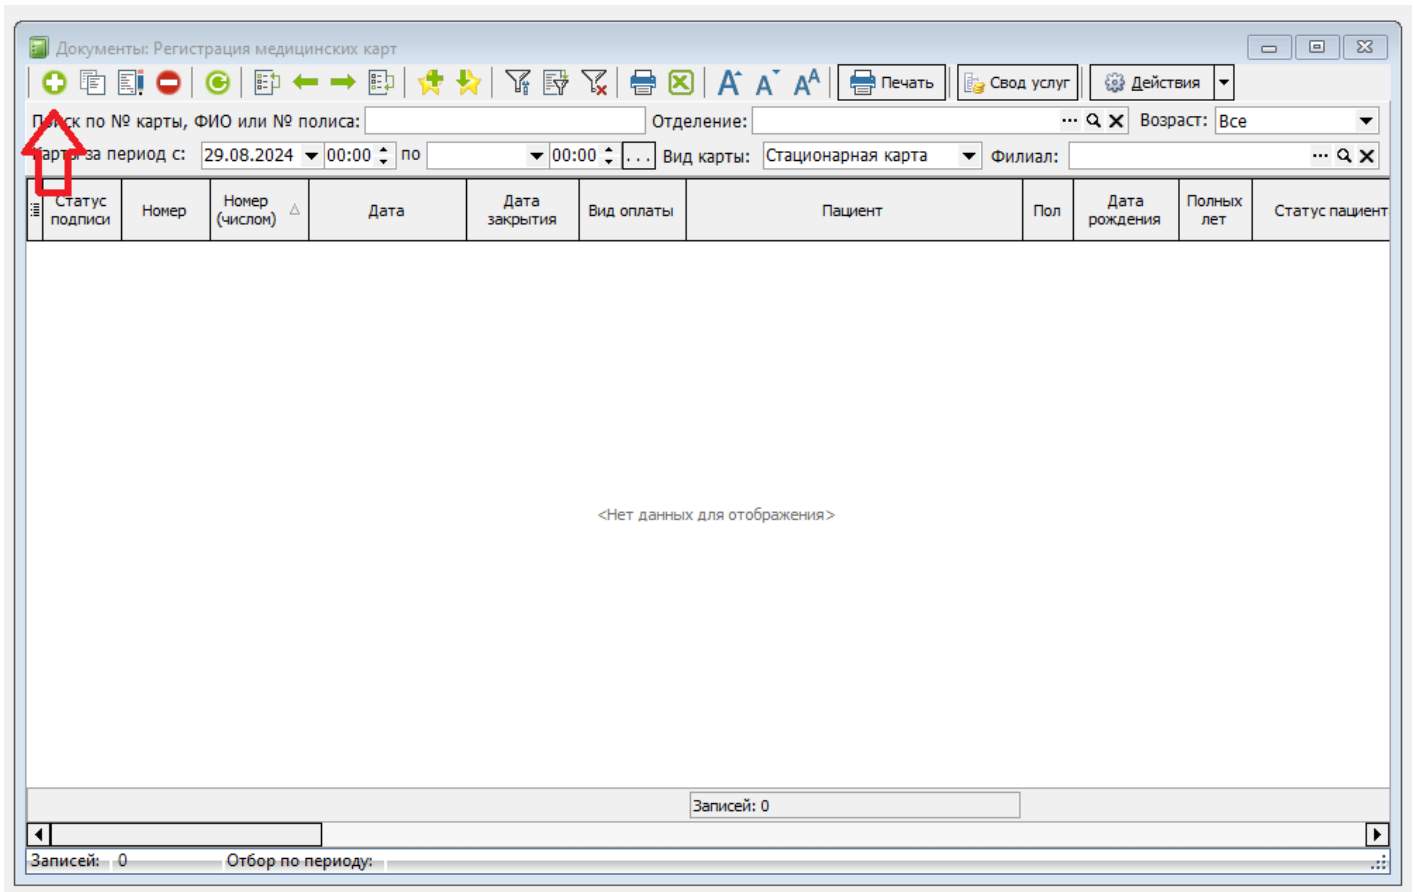 Документы: Регистрация медицинских карт
Печать Свод услуг Действия
Поиск по № карты, ФИО или № полиса: Отделение: Возраст: Все
Карты за период с: 29.08.2024 00:00 по 00:00 ... Вид карты: Стационарная карта Филиал:
Статус подписи Номер Номер (числом) Дата Дата закрытия Вид оплаты Пациент Пол Дата рождения Полных лет Статус пациент
<Нет данных для отображения>
Записей: 0
Записей: 0 Отбор по периоду: